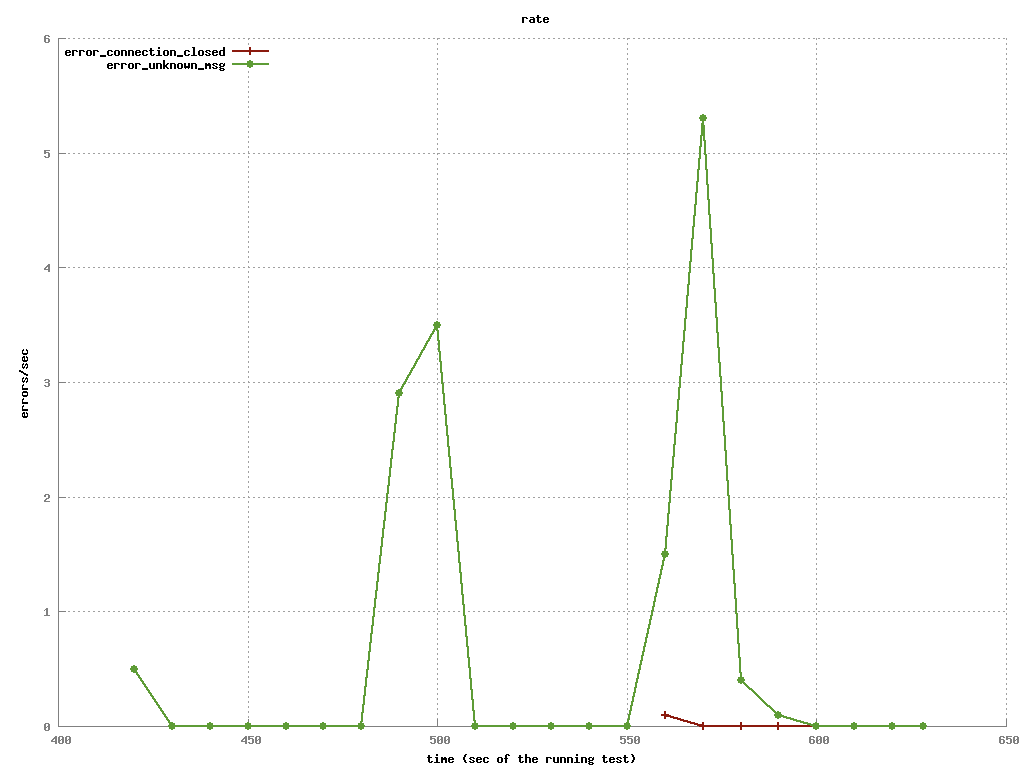 rate
6
error_connection_closed
error_unknown_msg
5
4
3
errors/sec
2
1
0
400 450 500 550 600 650
time (sec of the running test)